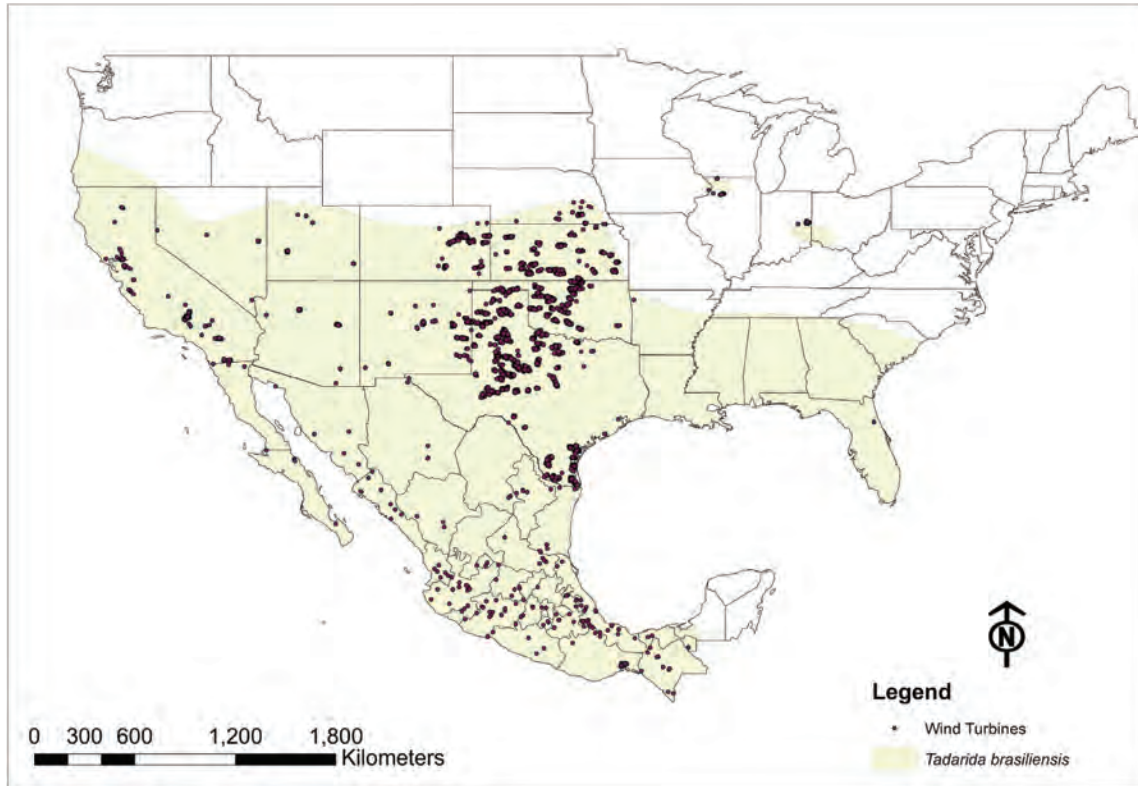 N
Legend
Wind Turbines
Tadarida brasiliensis
0 300 600 1,200 1,800
Kilometers